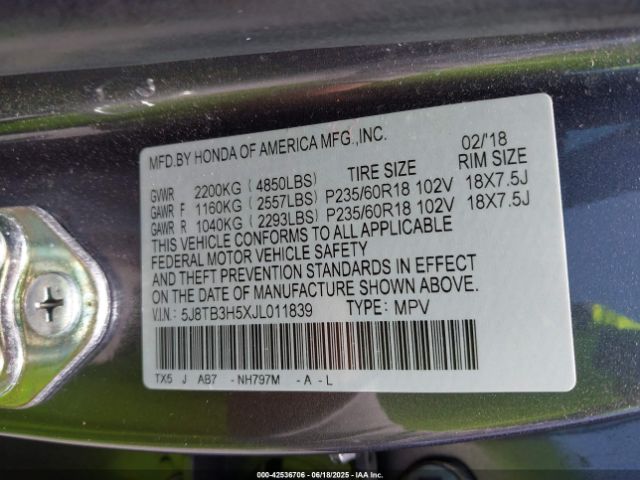 MFD.BY HONDA OF AMERICA MFG.,INC. 02/'18
TIRE SIZE RIM SIZE
GVWR 2200KG ( 4850LBS)
GAWR F 1160KG ( 2557LBS) P235/60R18 102V 18X7.5J
GAWR R 1040KG ( 2293LBS) P235/60R18 102V 18X7.5J
THIS VEHICLE CONFORMS TO ALL APPLICABLE
FEDERAL MOTOR VEHICLE SAFETY
AND THEFT PREVENTION STANDARDS IN EFFECT
ON THE DATE OF MANUFACTURE SHOWN ABOVE.
V.I.N.: 5J8TB3H5XJL011839 TYPE: MPV
TX5 J AB7 -NH797M -A -L
000-42536706 - 06/18/2025 - IAAI, Inc.